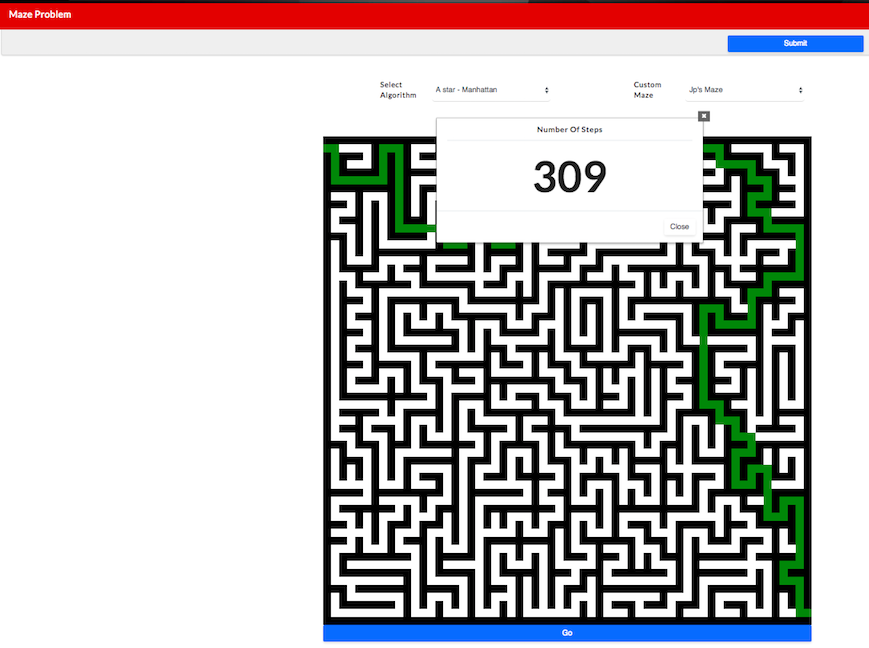 Maze Problem
Submit
Select
Algorithm
A star - Manhattan
Custom
Maze
Jp's Maze
Number Of Steps
309
Close
Go